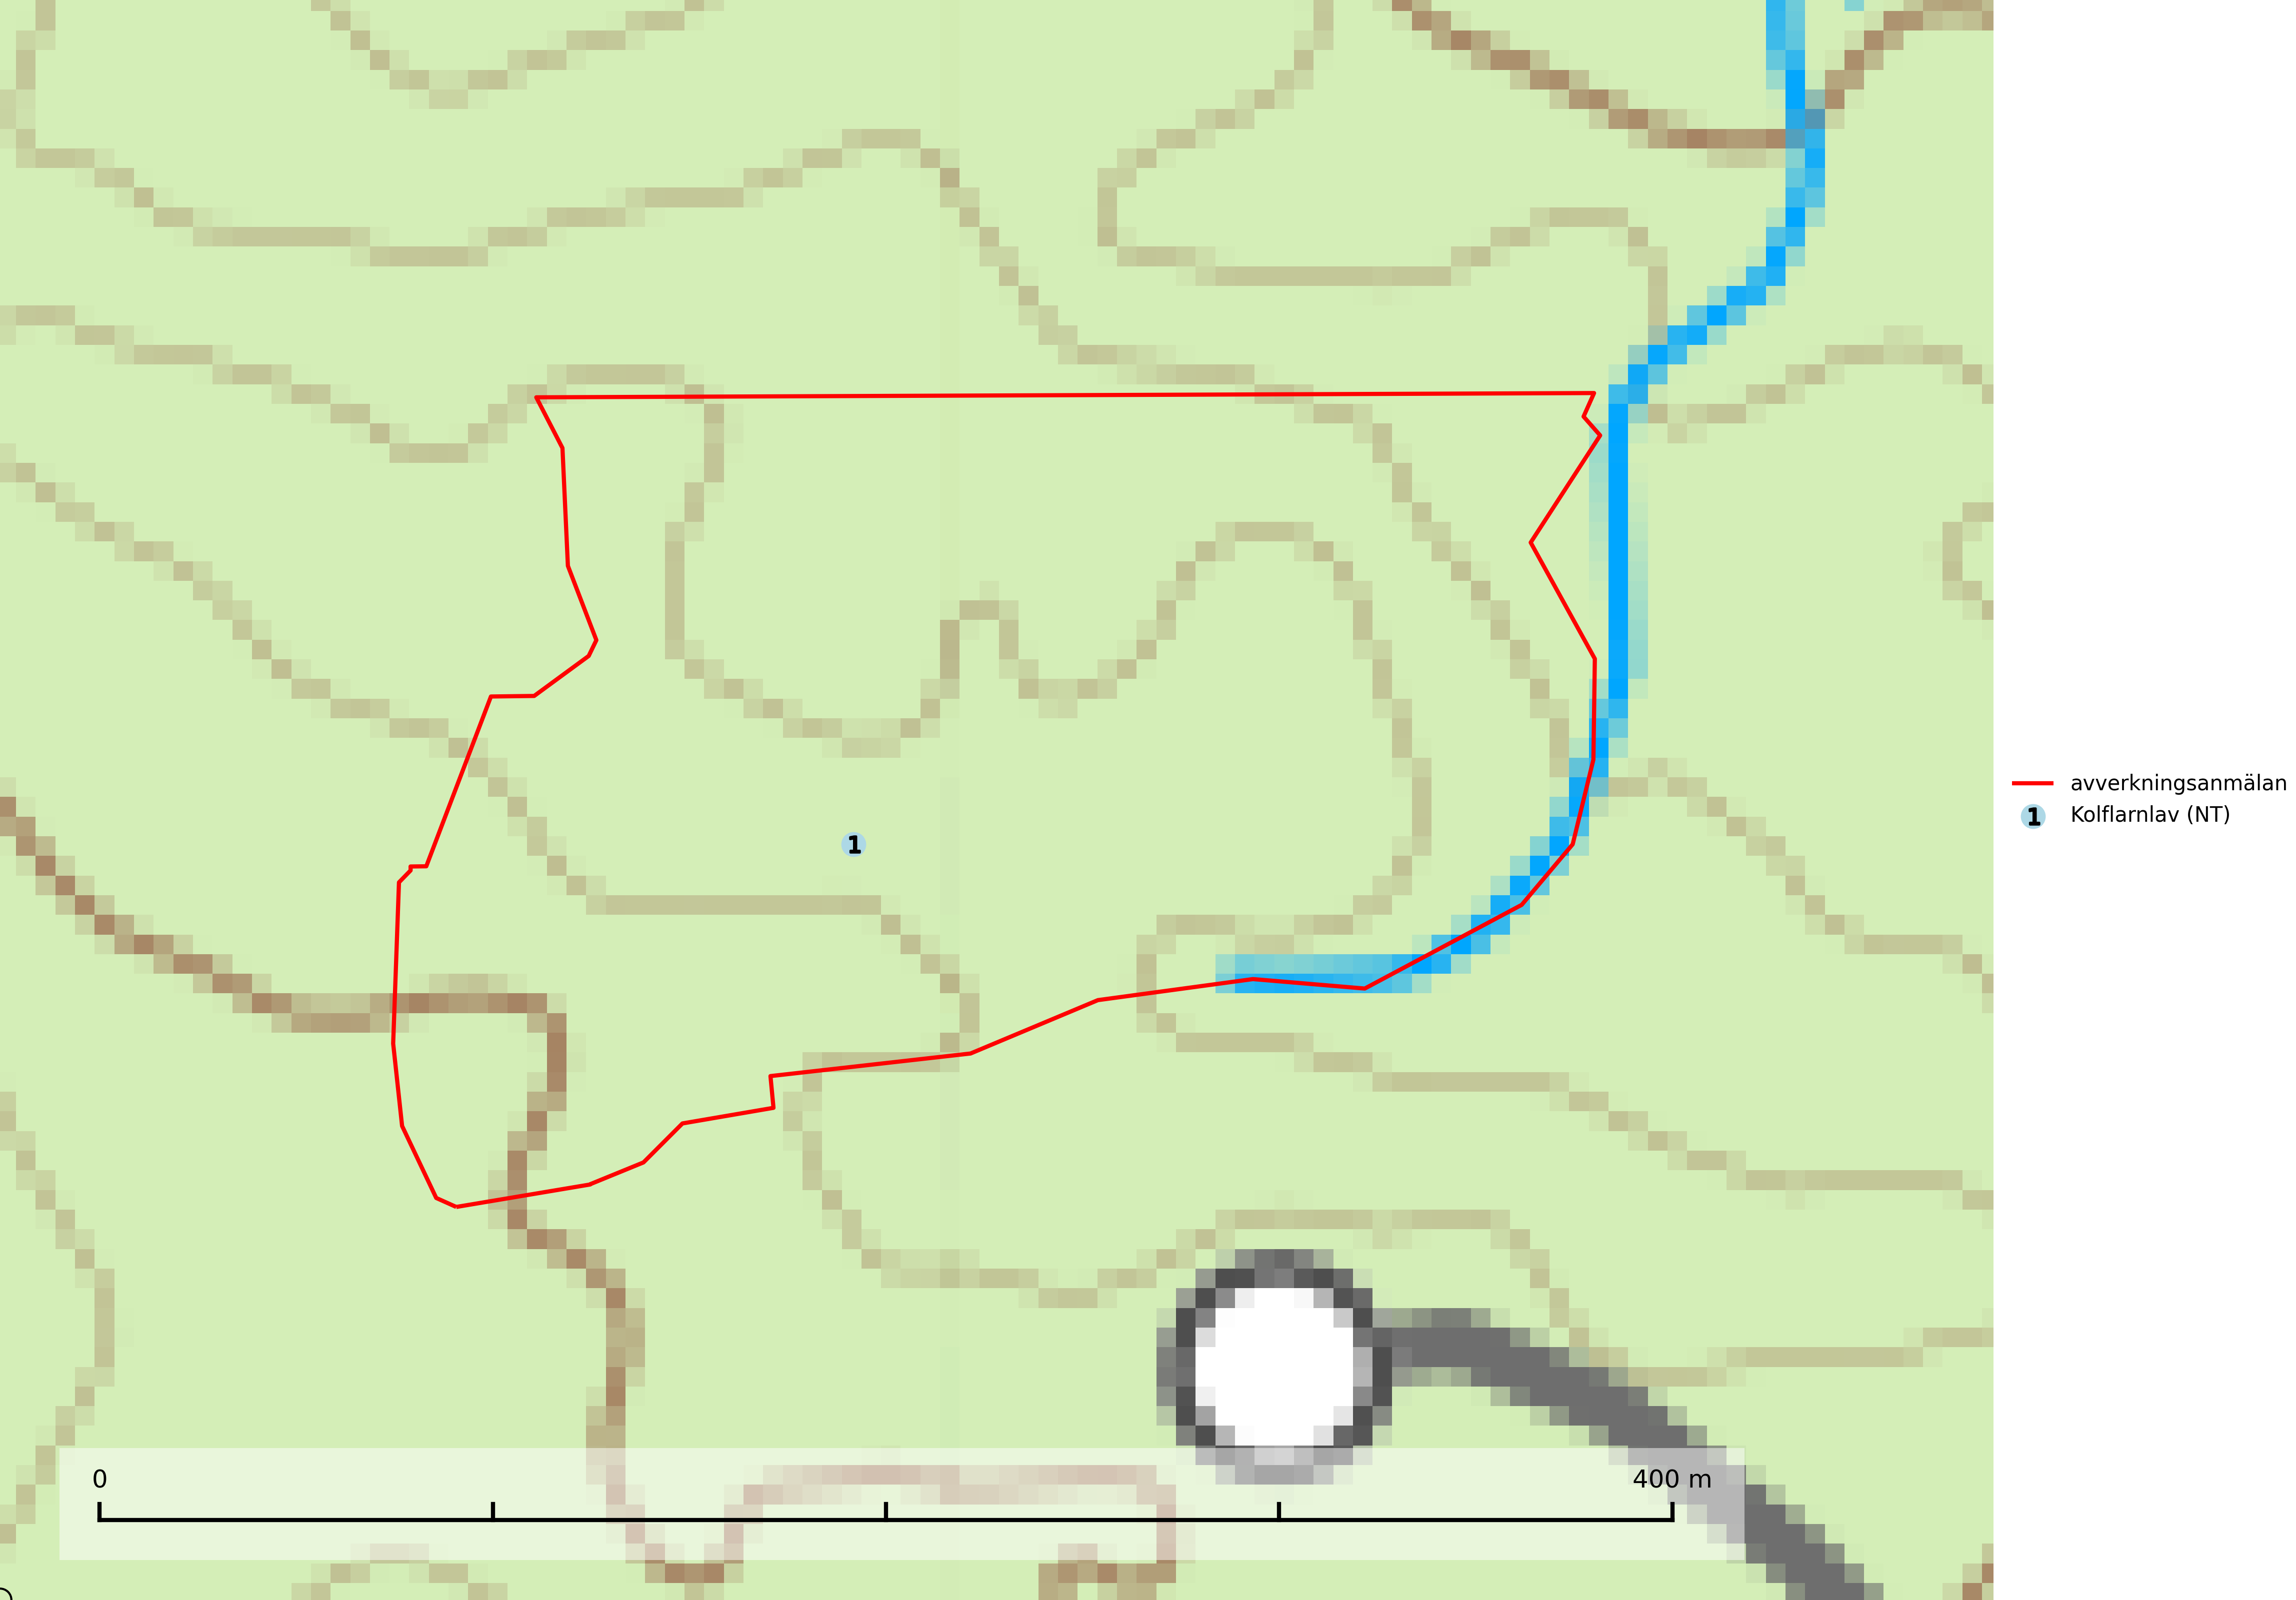 avverkningsanmälan
1 Kolflarnlav (NT)
1
0 400 m